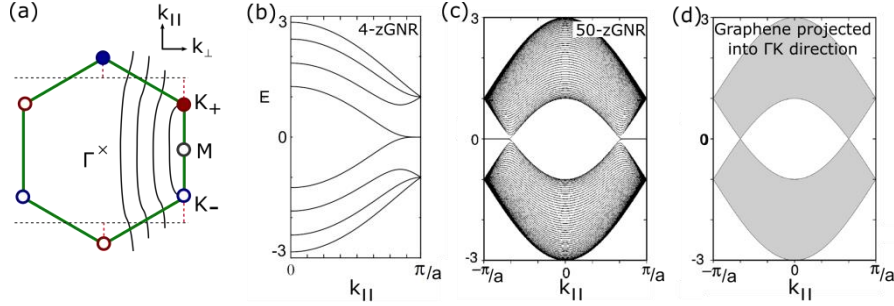 (a)
k||
k⊥
K+
Γ×
M
K−
(b)
4-zGNR
3
E
0
-3
0
π/a
k||
(c)
50-zGNR
3
0
-3
−π/a
0
π/a
k||
(d)
Graphene projected
into ΓK direction
3
0
-3
−π/a
0
π/a
k||